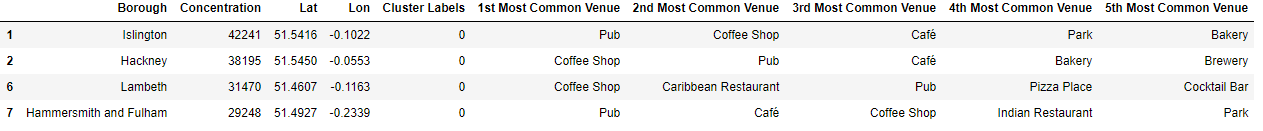 Borough Concentration Lat Lon Cluster Labels 1st Most Common Venue 2nd Most Common Venue 3rd Most Common Venue 4th Most Common Venue 5th Most Common Venue
1 Islington 42241 51.5416 -0.1022 0 Pub Coffee Shop Café Park Bakery
2 Hackney 38195 51.5450 -0.0553 0 Coffee Shop Pub Café Bakery Brewery
6 Lambeth 31470 51.4607 -0.1163 0 Coffee Shop Caribbean Restaurant Pub Pizza Place Cocktail Bar
7 Hammersmith and Fulham 29248 51.4927 -0.2339 0 Pub Café Coffee Shop Indian Restaurant Park